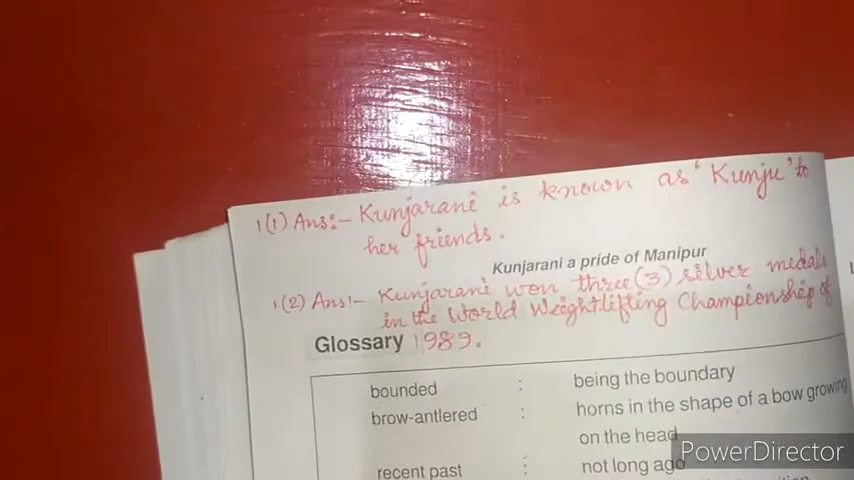 1(1) Ans:- Kunjarani is known as 'Kunju' to
her friends.
Kunjarani a pride of Manipur
1(2) Ans:- Kunjarani won three (3) silver medals
in the World Weightlifting Championship of
1989.
Glossary
bounded : being the boundary
brow-antlered : horns in the shape of a bow growing
on the head
recent past : not long ago
PowerDirector